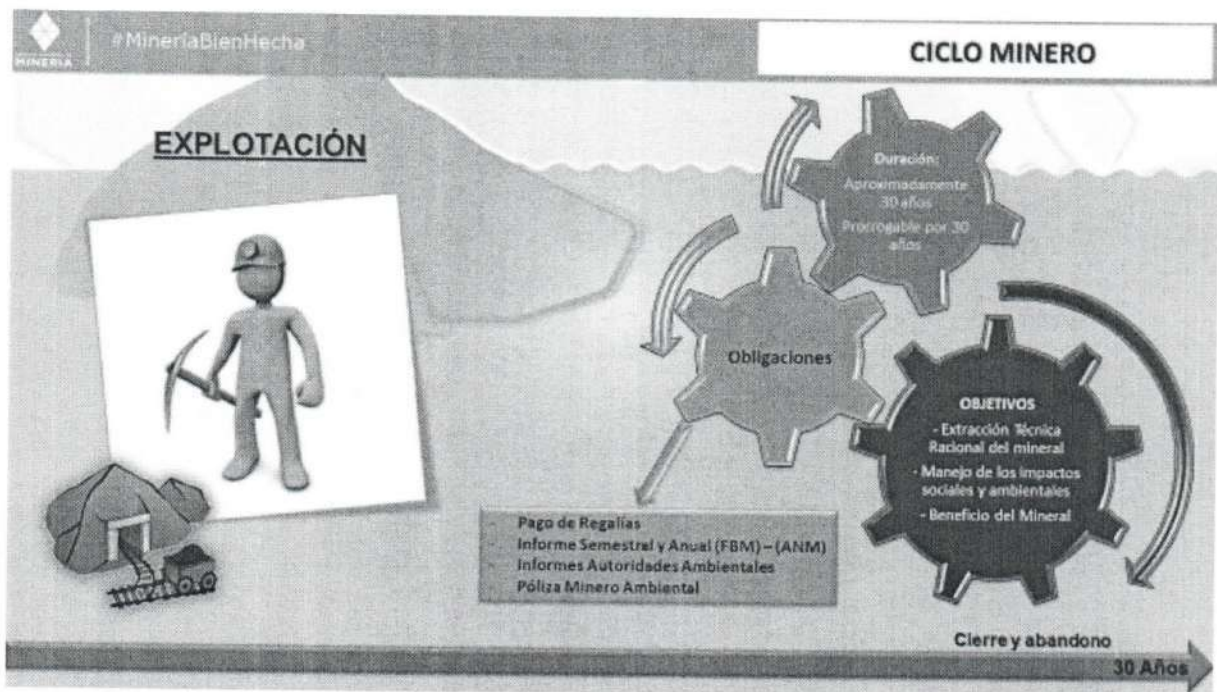 MINERÍA
#MineríaBienHecha
CICLO MINERO
EXPLOTACIÓN
Duración:
Aproximadamente
30 años
Prorrogable por 30
años
Obligaciones
OBJETIVOS
- Extracción Técnica
Racional del mineral
- Manejo de los impactos
sociales y ambientales
- Beneficio del Mineral
- Pago de Regalías
- Informe Semestral y Anual (FBM) – (ANM)
- Informes Autoridades Ambientales
- Póliza Minero Ambiental
Cierre y abandono
30 Años